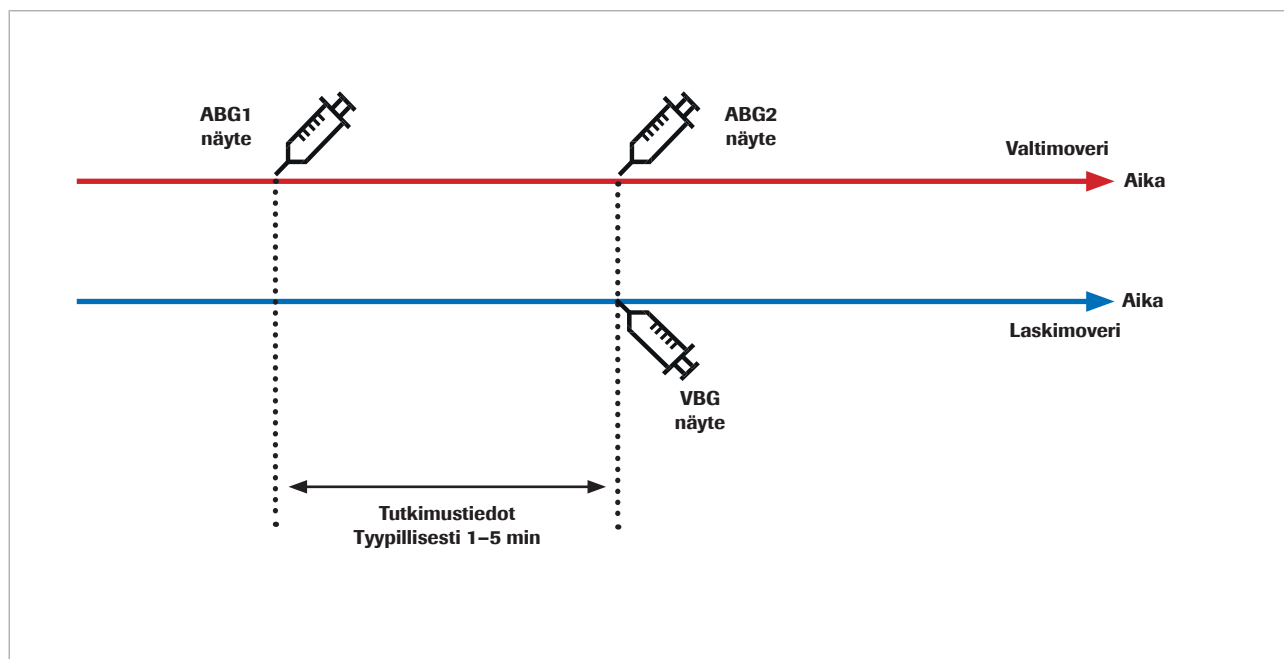 ABG1
näyte
ABG2
näyte
Valtimoveri
Aika
Aika
Laskimoveri
VBG
näyte
Tutkimustiedot
Tyypillisesti 1–5 min